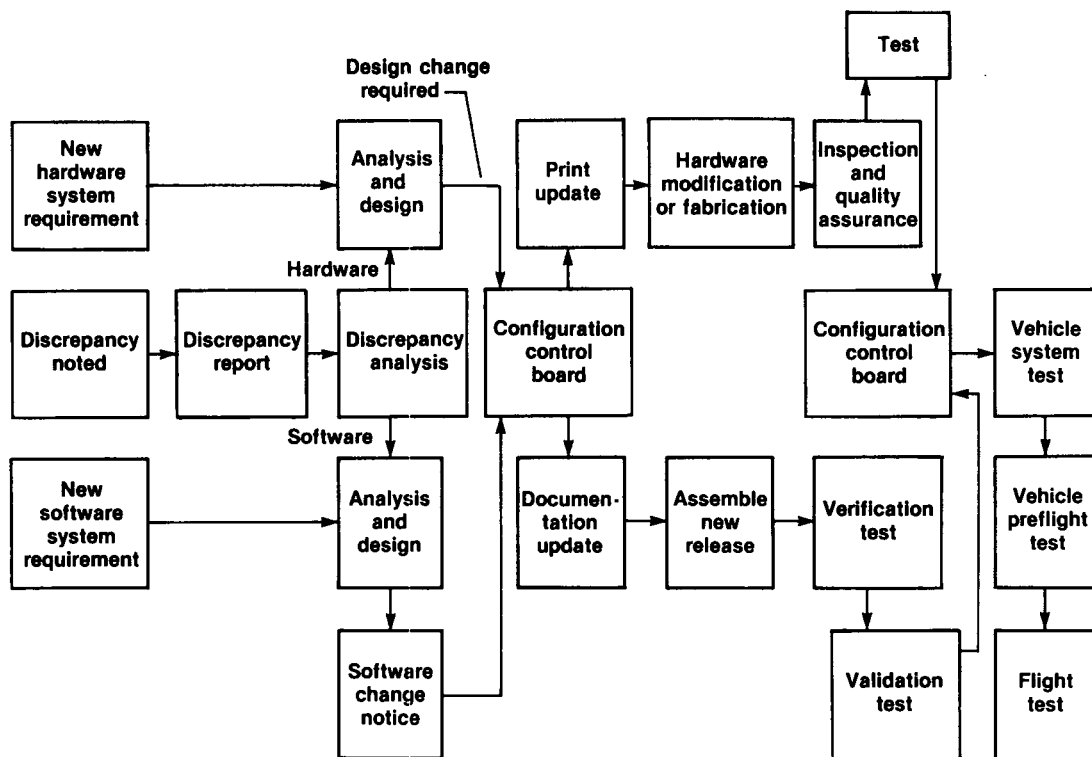 Test
Design change
required
New
hardware
system
requirement
Analysis
and
design
Print
update
Hardware
modification
or fabrication
Inspection
and
quality
assurance
Hardware
Discrepancy
noted
Discrepancy
report
Discrepancy
analysis
Configuration
control
board
Configuration
control
board
Vehicle
system
test
Software
New
software
system
requirement
Analysis
and
design
Documen-
tation
update
Assemble
new
release
Verification
test
Vehicle
preflight
test
Software
change
notice
Validation
test
Flight
test